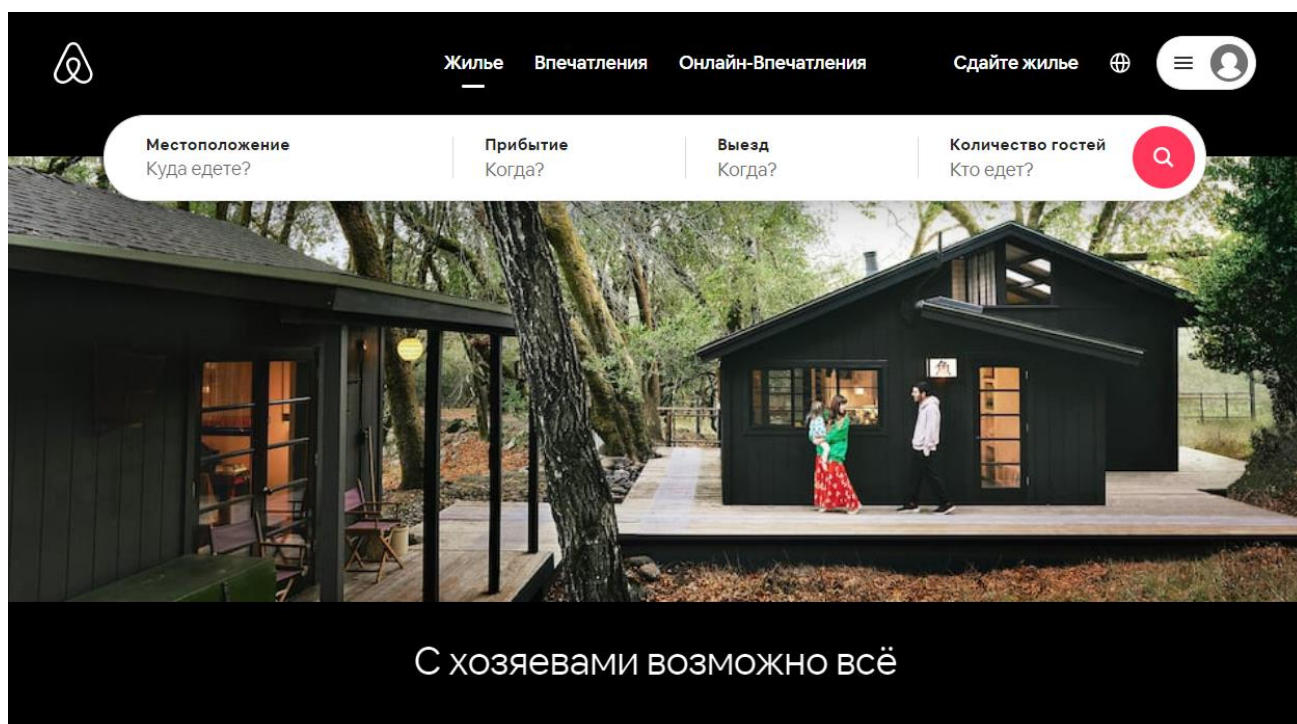 Жилье Впечатления Онлайн-Впечатления Сдайте жилье
Местоположение Прибытие Выезд Количество гостей
Куда едете? Когда? Когда? Кто едет?
角
С хозяевами возможно всё